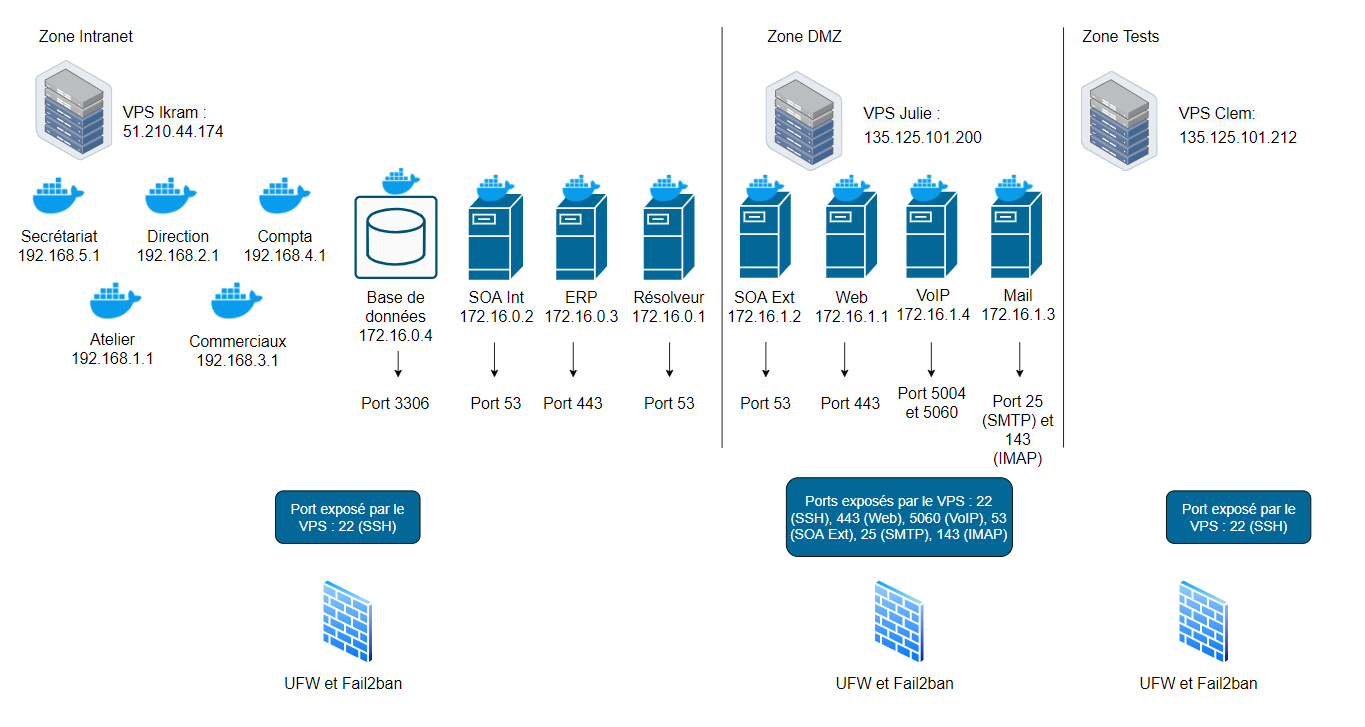 Zone Intranet
VPS Ikram :
51.210.44.174
Secrétariat
192.168.5.1
Direction
192.168.2.1
Compta
192.168.4.1
Atelier
192.168.1.1
Commerciaux
192.168.3.1
Base de
données
172.16.0.4
Port 3306
SOA Int
172.16.0.2
Port 53
ERP
172.16.0.3
Port 443
Résolveur
172.16.0.1
Port 53
Port exposé par le
VPS : 22 (SSH)
UFW et Fail2ban
Zone DMZ
VPS Julie :
135.125.101.200
SOA Ext
172.16.1.2
Port 53
Web
172.16.1.1
Port 443
VoIP
172.16.1.4
Port 5004
et 5060
Mail
172.16.1.3
Port 25
(SMTP) et
143
(IMAP)
Ports exposés par le VPS : 22
(SSH), 443 (Web), 5060 (VoIP), 53
(SOA Ext), 25 (SMTP), 143 (IMAP)
UFW et Fail2ban
Zone Tests
VPS Clem:
135.125.101.212
Port exposé par le
VPS : 22 (SSH)
UFW et Fail2ban